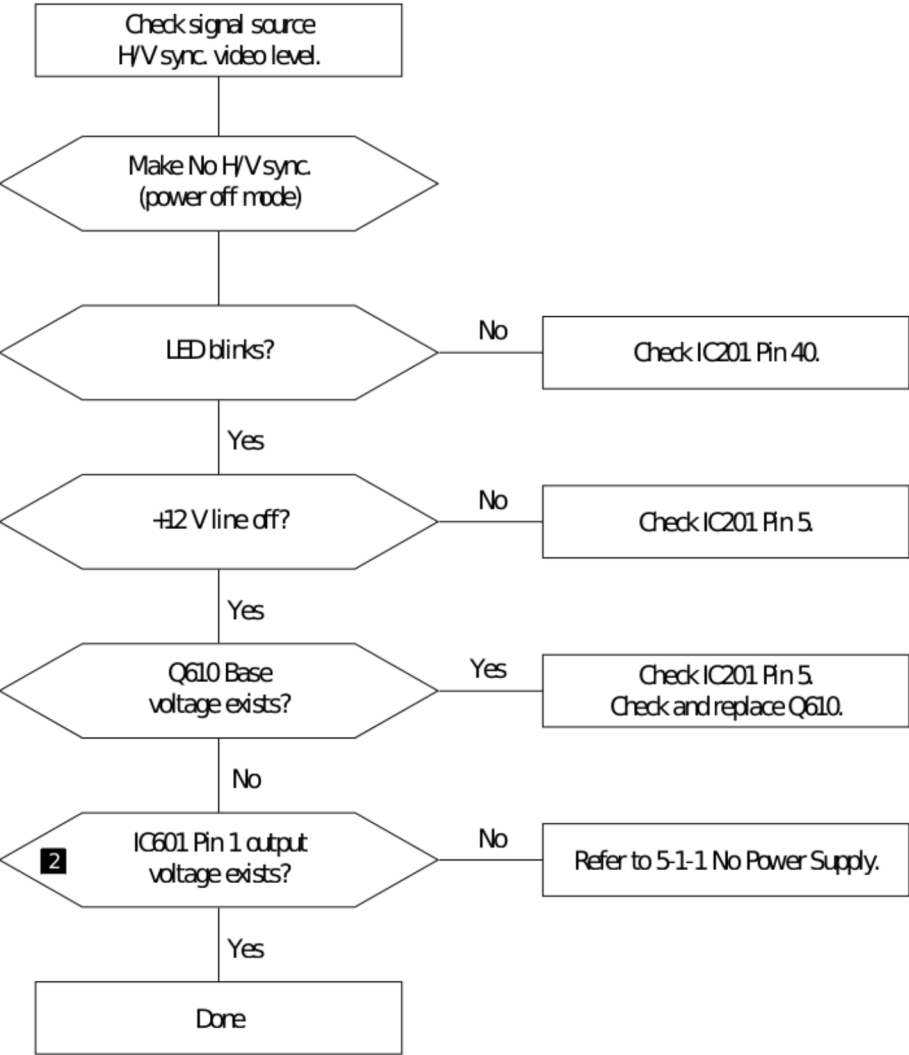 Check signal source
H/V sync. video level.
Make No H/V sync.
(power off mode)
LED blinks?
No
Check IC201 Pin 40.
Yes
+12 V line off?
No
Check IC201 Pin 5.
Yes
Q610 Base
voltage exists?
Yes
Check IC201 Pin 5.
Check and replace Q610.
No
2
IC601 Pin 1 output
voltage exists?
No
Refer to 5-1-1 No Power Supply.
Yes
Done